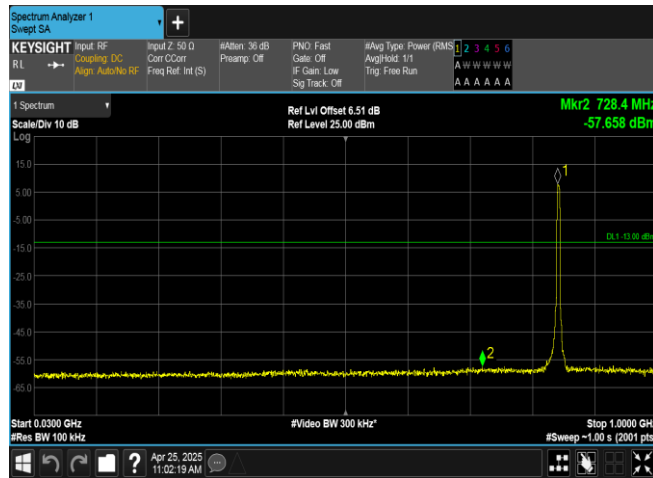 Spectrum Analyzer 1
Swept SA
+
KEYSIGHT
RL
LXI
Input: RF
Coupling: DC
Align: Auto/No RF
Input Z: 50 Ω
Corr CCorr
Freq Ref: Int (S)
#Atten: 36 dB
Preamp: Off
PNO: Fast
Gate: Off
IF Gain: Low
Sig Track: Off
#Avg Type: Power (RMS
Avg|Hold: 1/1
Trig: Free Run
1 2 3 4 5 6
A W W W W W
A A A A A A
1 Spectrum
Scale/Div 10 dB
Log
Ref Lvl Offset 6.51 dB
Ref Level 25.00 dBm
Mkr2 728.4 MHz
-57.658 dBm
15.0
5.00
-5.00
-15.0
-25.0
-35.0
-45.0
-55.0
-65.0
1
DL1 -13.00 dBm
2
Start 0.0300 GHz
#Res BW 100 kHz
#Video BW 300 kHz*
Stop 1.0000 GHz
#Sweep ~1.00 s (2001 pts
?
Apr 25, 2025
11:02:19 AM